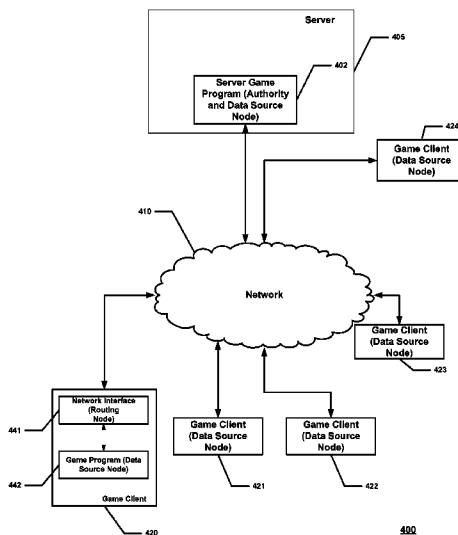 Server
405
402
Server Game
Program (Authority
and Data Source
Node)
424
Game Client
(Data Source
Node)
410
Network
Game Client
(Data Source
Node)
423
Network Interface
(Routing
Node)
441
Game Program (Data
Source Node)
442
Game Client
420
Game Client
(Data Source
Node)
421
Game Client
(Data Source
Node)
422
400